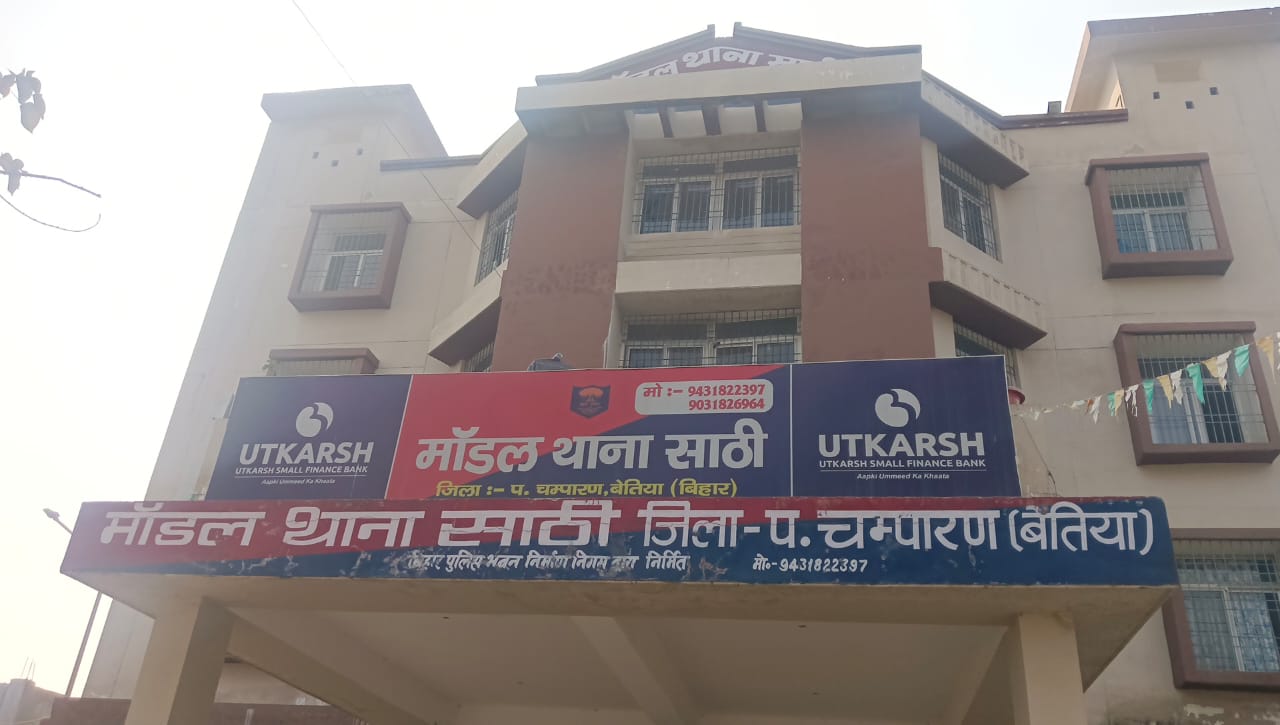 मॉडल थाना सा
UTKARSH
UTKARSH SMALL FINANCE BANK
Aapki Ummeed Ka Khaata
मो :- 9431822397
9031826964
मॉडल थाना साठी
जिला :- प. चम्पारण,बेतिया (बिहार)
UTKARSH
UTKARSH SMALL FINANCE BANK
Aapki Ummeed Ka Khaata
मॉडल थाना साठी जिला-प. चम्पारण (बेतिया)
बिहार पुलिस भवन निर्माण निगम द्वारा निर्मित मो०-9431822397